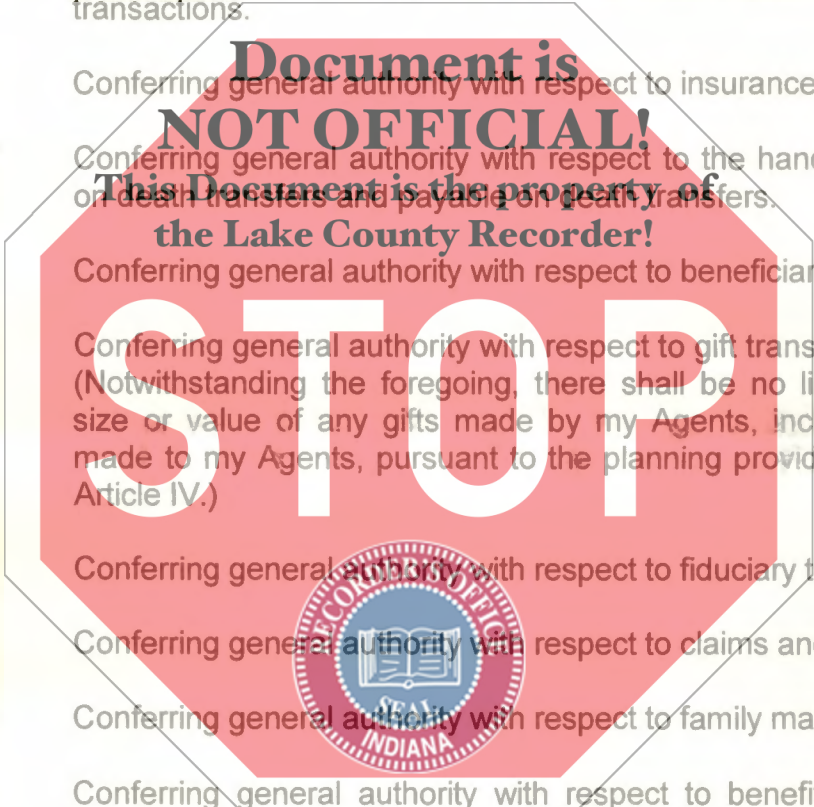 transactions.
Document is
Conferring general authority with respect to insurance
NOT OFFICIAL!
Conferring general authority with respect to the hand
This Document is the property of
on death transfers and payable on death transfers.
the Lake County Recorder!
Conferring general authority with respect to beneficiar
STOP
Conferring general authority with respect to gift trans
(Notwithstanding the foregoing, there shall be no li
size or value of any gifts made by my Agents, inc
made to my Agents, pursuant to the planning provid
Article IV.)
Conferring general authority with respect to fiduciary t
RECORDER'S OFFICE
Conferring general authority with respect to claims and
SEAL
Conferring general authority with respect to family ma
INDIANA
Conferring general authority with respect to benefi